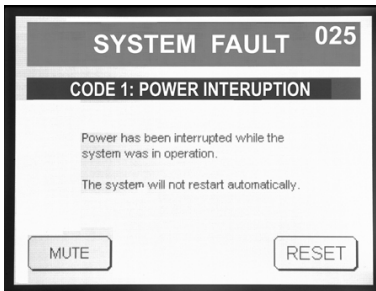 SYSTEM FAULT 025
CODE 1: POWER INTERUPTION
Power has been interrupted while the
system was in operation.
The system will not restart automatically.
MUTE RESET